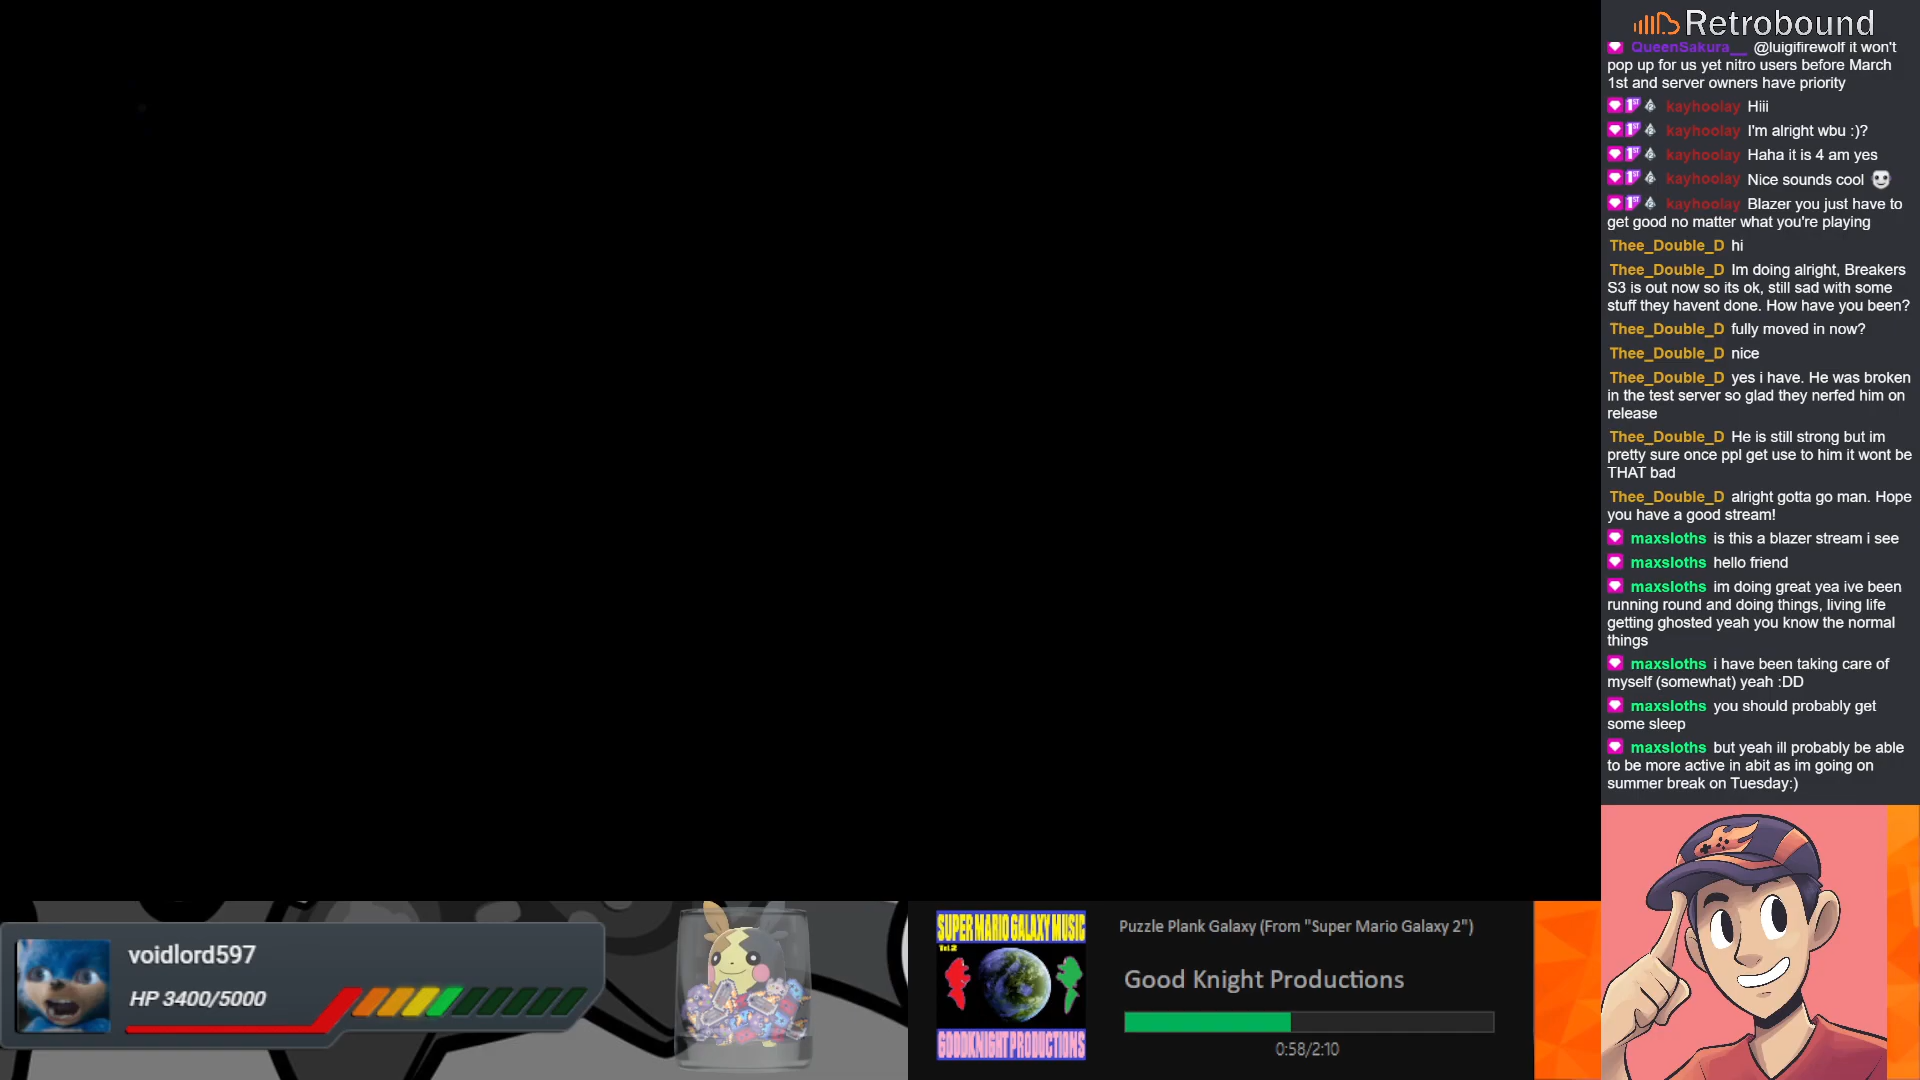 Retrobound
QueenSakura__ @luigifirewolf it won't
pop up for us yet nitro users before March
1st and server owners have priority
kayhoolay Hiii
kayhoolay I'm alright wbu :)?
kayhoolay Haha it is 4 am yes
kayhoolay Nice sounds cool
kayhoolay Blazer you just have to
get good no matter what you're playing
Thee_Double_D hi
Thee_Double_D Im doing alright, Breakers
S3 is out now so its ok, still sad with some
stuff they havent done. How have you been?
Thee_Double_D fully moved in now?
Thee_Double_D nice
Thee_Double_D yes i have. He was broken
in the test server so glad they nerfed him on
release
Thee_Double_D He is still strong but im
pretty sure once ppl get use to him it wont be
THAT bad
Thee_Double_D alright gotta go man. Hope
you have a good stream!
maxsloths is this a blazer stream i see
maxsloths hello friend
maxsloths im doing great yea ive been
running round and doing things, living life
getting ghosted yeah you know the normal
things
maxsloths i have been taking care of
myself (somewhat) yeah :DD
maxsloths you should probably get
some sleep
maxsloths but yeah ill probably be able
to be more active in abit as im going on
summer break on Tuesday:)
voidlord597
HP 3400/5000
SUPER MARIO GALAXY MUSIC
Vol.2
GOODKNIGHT PRODUCTIONS
Puzzle Plank Galaxy (From "Super Mario Galaxy 2")
Good Knight Productions
0:58/2:10